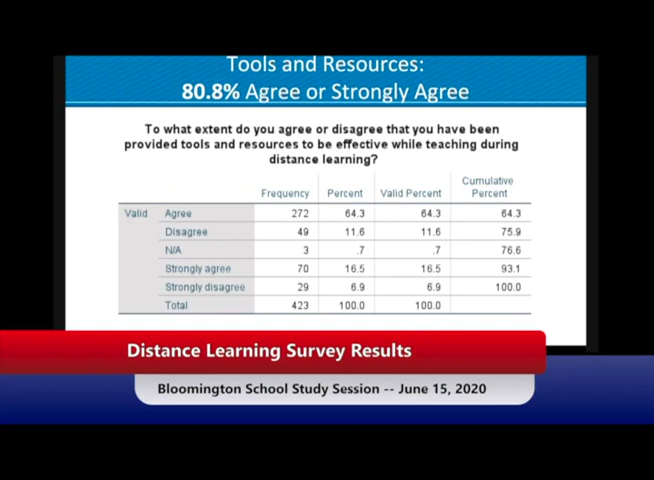 Tools and Resources:
80.8% Agree or Strongly Agree
To what extent do you agree or disagree that you have been
provided tools and resources to be effective while teaching during
distance learning?
Frequency Percent Valid Percent Cumulative Percent
Valid Agree 272 64.3 64.3 64.3
Disagree 49 11.6 11.6 75.9
N/A 3 .7 .7 76.6
Strongly agree 70 16.5 16.5 93.1
Strongly disagree 29 6.9 6.9 100.0
Total 423 100.0 100.0
Distance Learning Survey Results
Bloomington School Study Session -- June 15, 2020